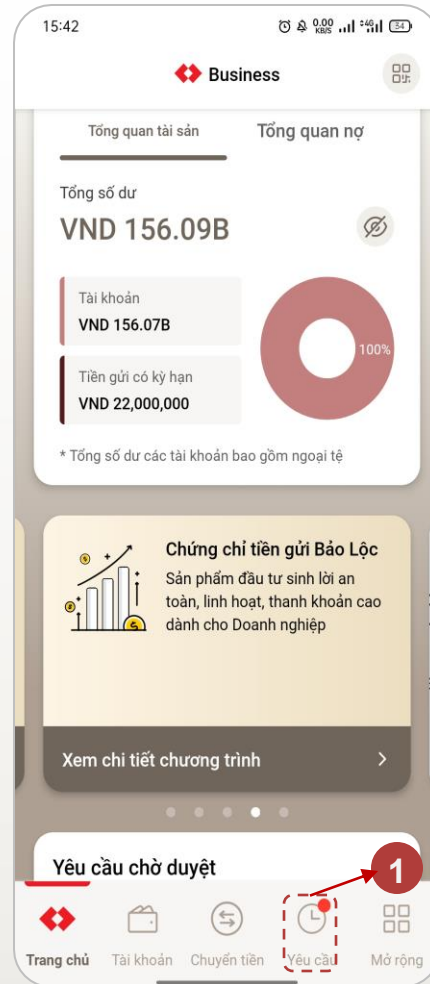 15:42
0.00
KB/S
4G
34
Business
Tổng quan tài sản
Tổng quan nợ
Tổng số dư
VND 156.09B
Tài khoản
VND 156.07B
100%
Tiền gửi có kỳ hạn
VND 22,000,000
* Tổng số dư các tài khoản bao gồm ngoại tệ
Chứng chỉ tiền gửi Bảo Lộc
Sản phẩm đầu tư sinh lời an
toàn, linh hoạt, thanh khoản cao
dành cho Doanh nghiệp
Xem chi tiết chương trình
Yêu cầu chờ duyệt
1
Trang chủ
Tài khoản
Chuyển tiền
Yêu cầu
Mở rộng